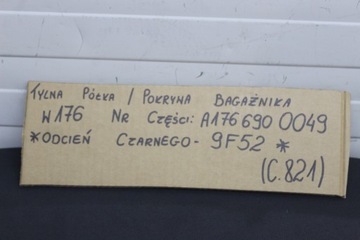 TYLNA PÓŁKA / POKRYWA BAGAŻNIKA
W176 NR CZĘŚCI: A176 690 0049
*ODCIEŃ CZARNEGO - 9F52 *
(C.821)